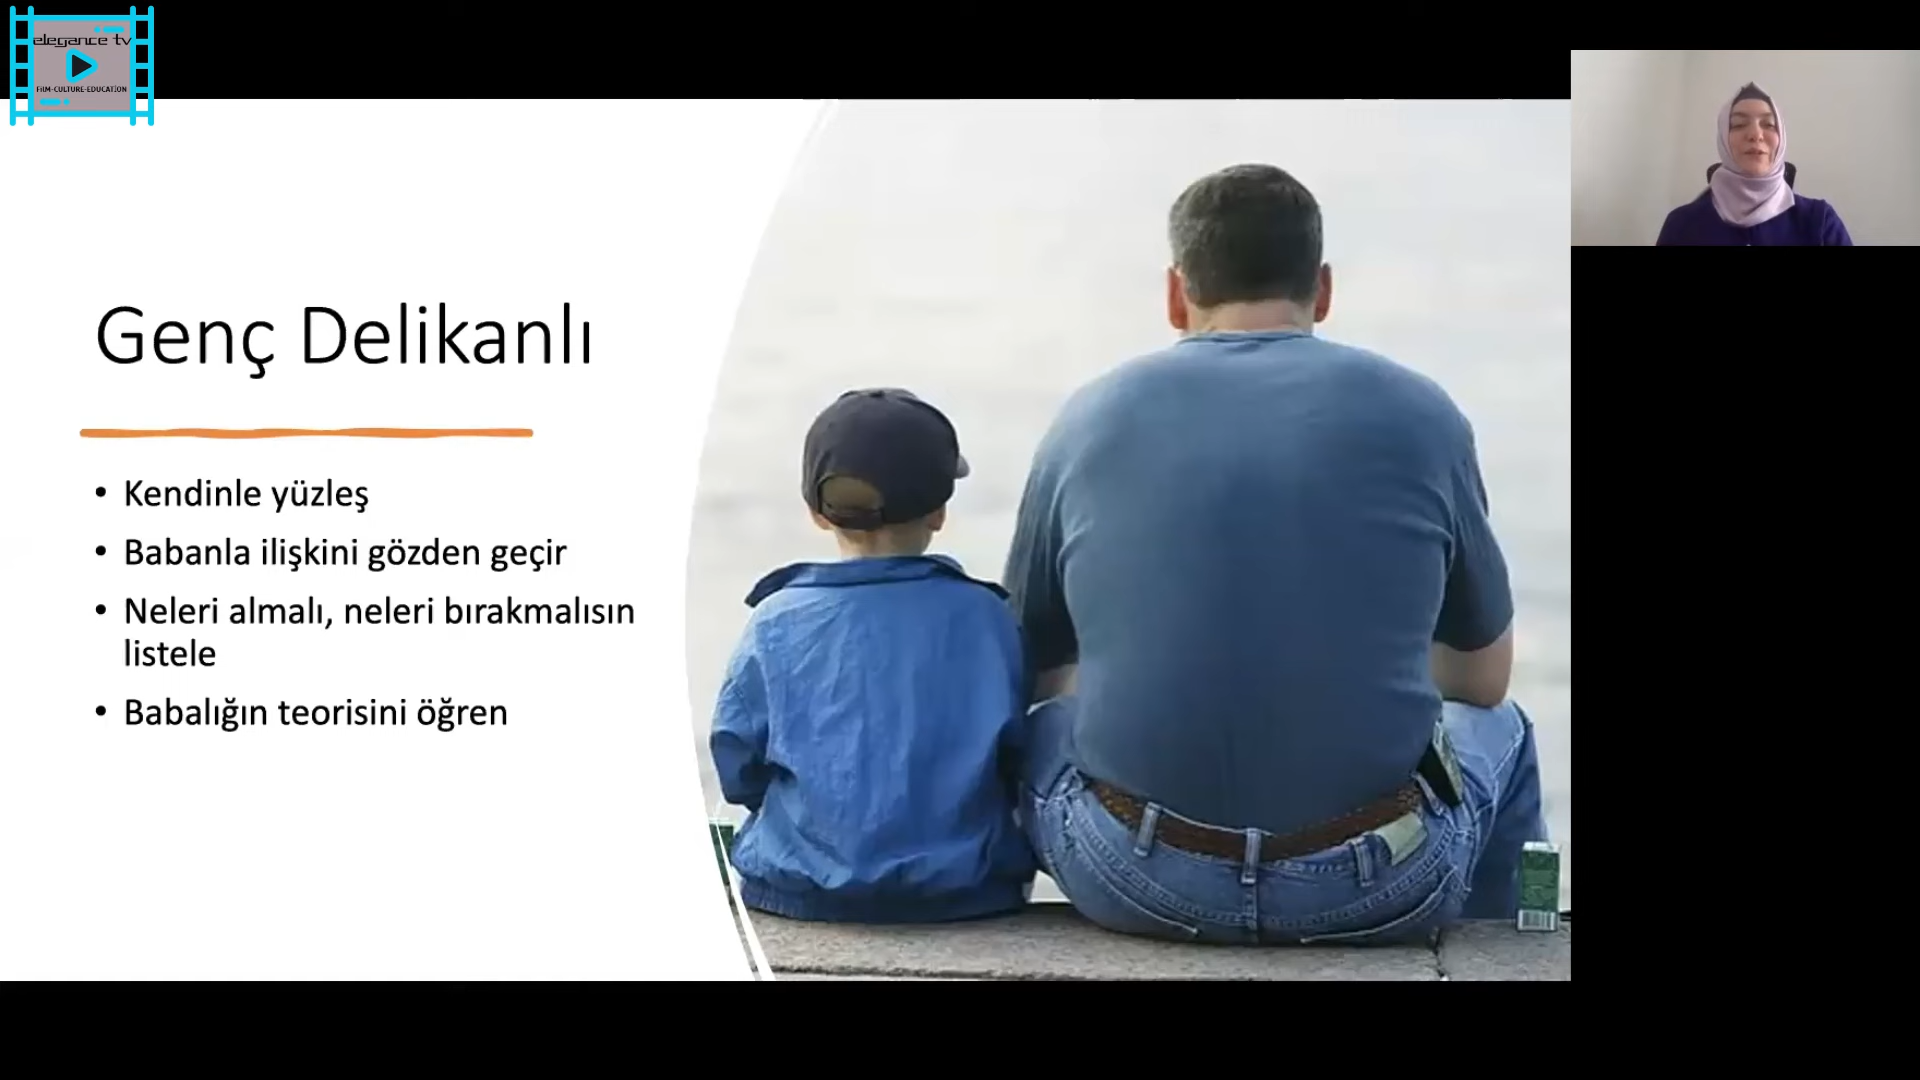 elegance tv
FILM-CULTURE-EDUCATION
Genç Delikanlı
• Kendinle yüzleş
• Babanla ilişkini gözden geçir
• Neleri almalı, neleri bırakmalısın
listele
• Babalığın teorisini öğren